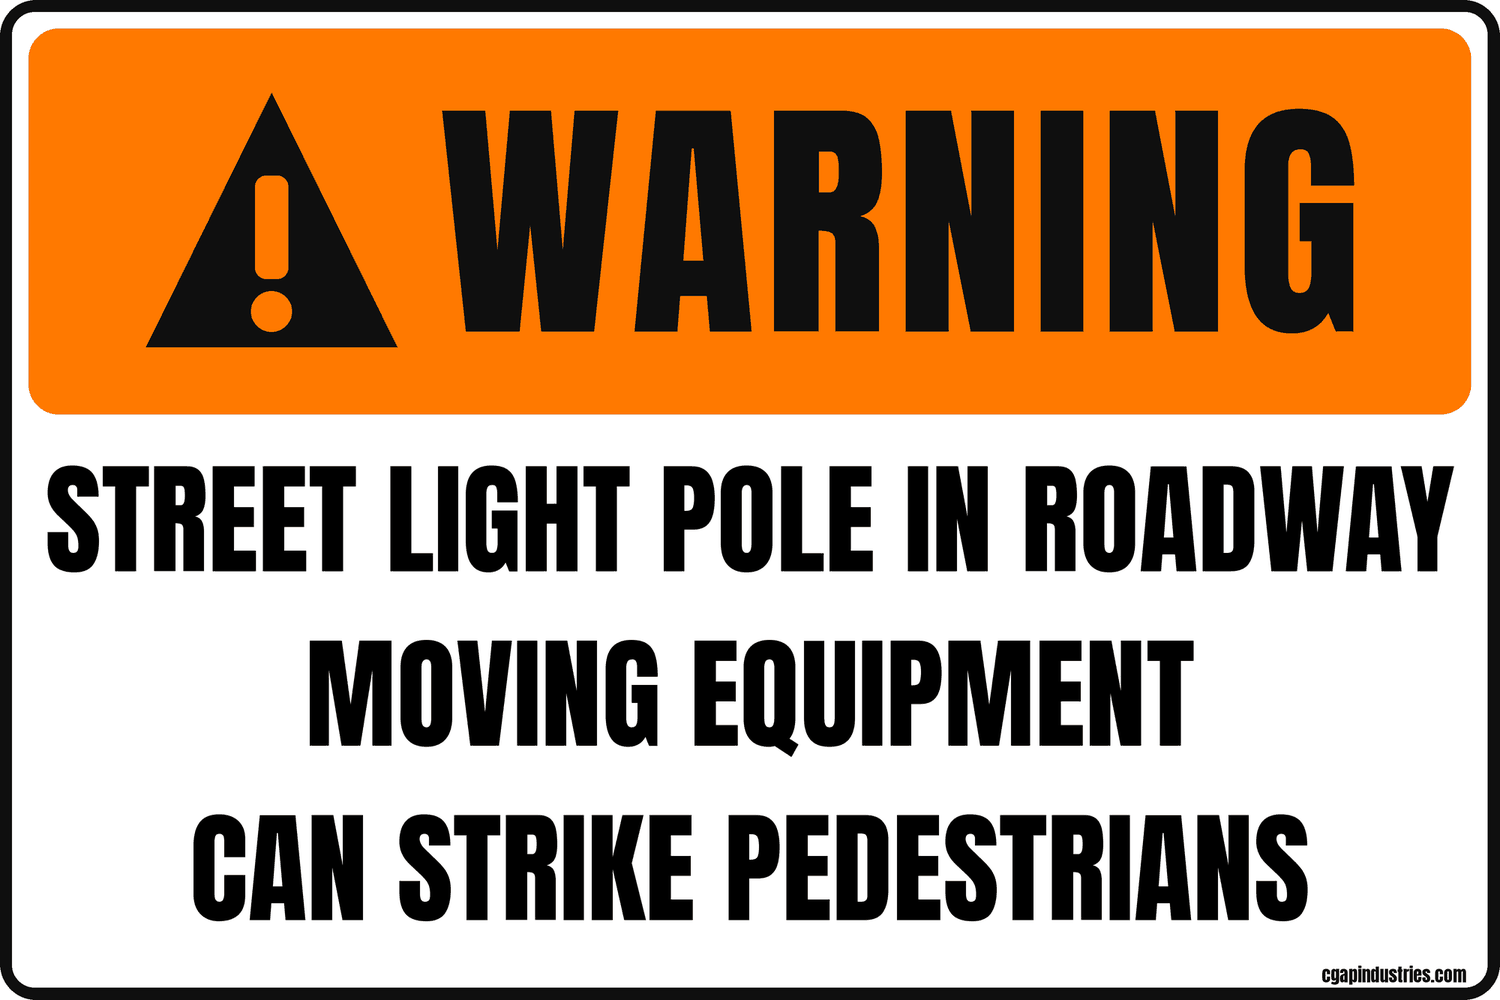 WARNING
STREET LIGHT POLE IN ROADWAY
MOVING EQUIPMENT
CAN STRIKE PEDESTRIANS
cgapindustries.com